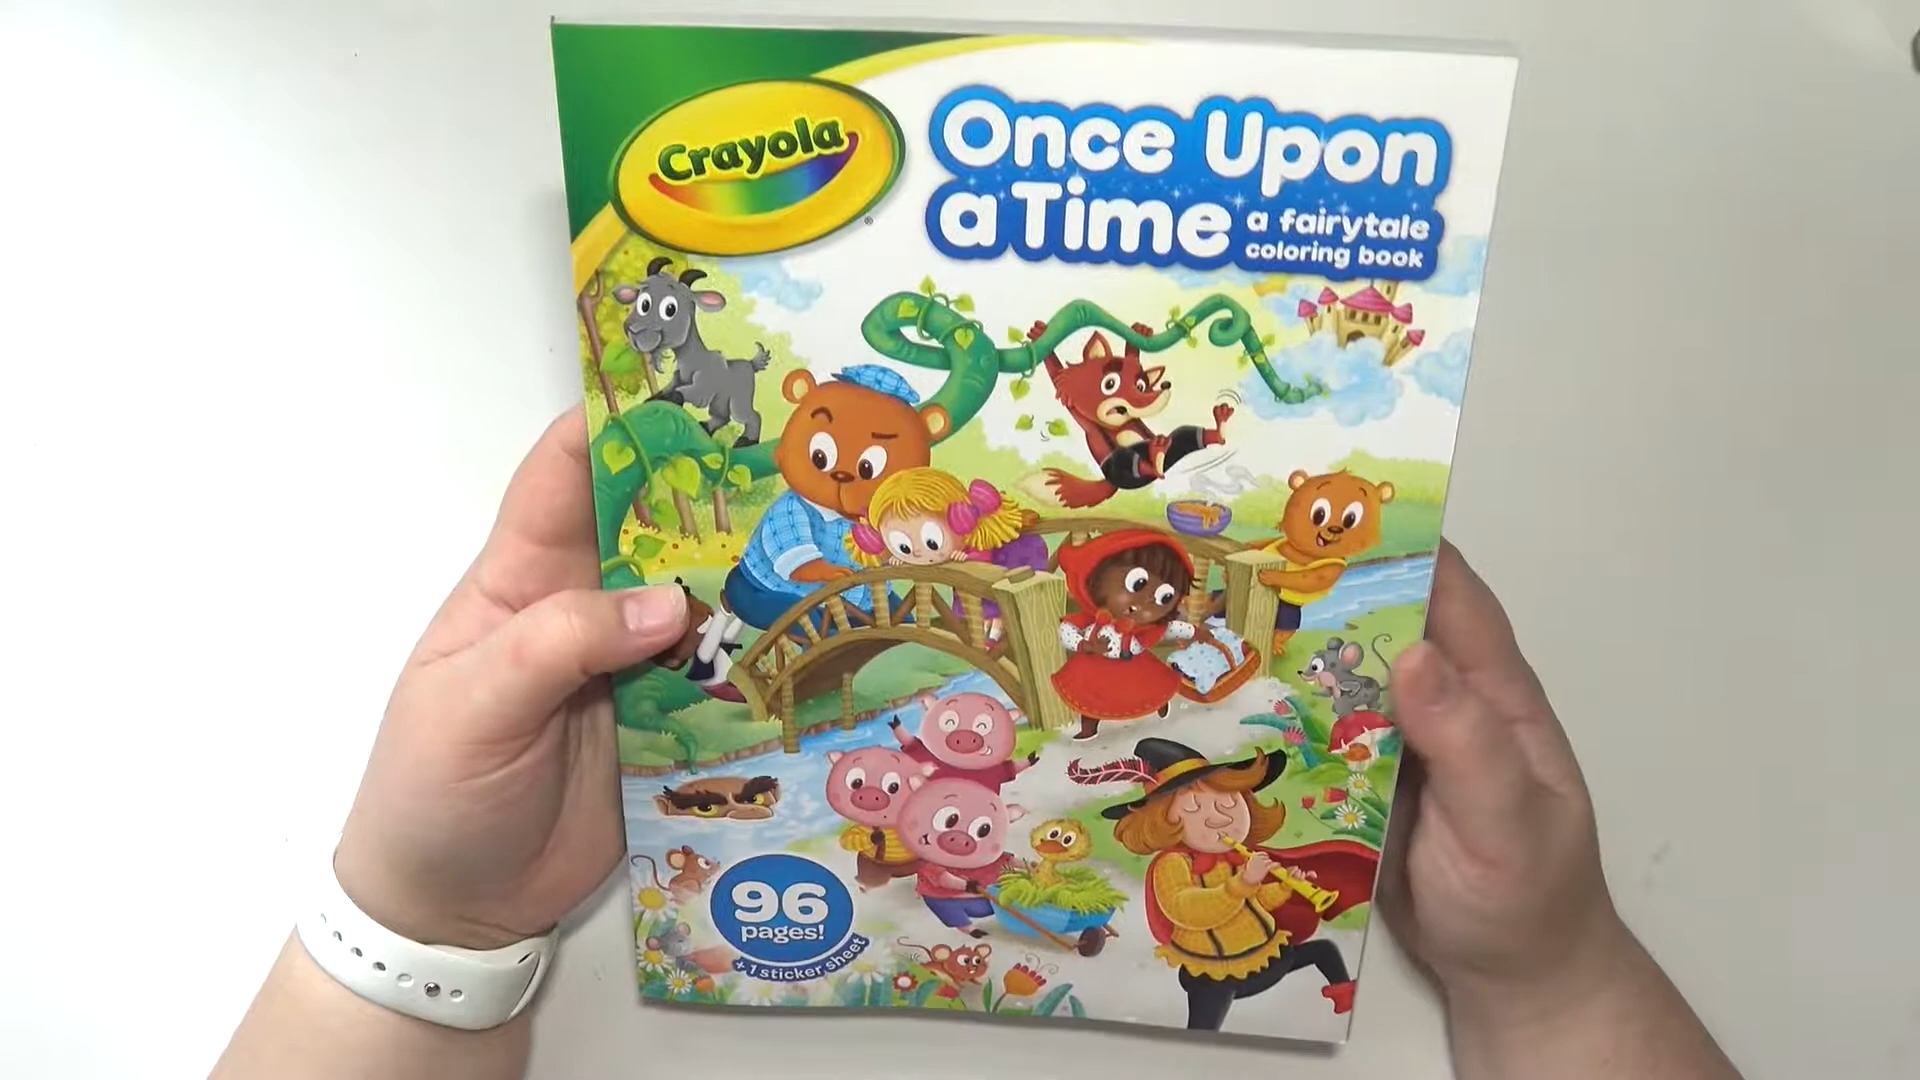 Crayola
®
Once Upon
a Time
a fairytale
coloring book
96
pages!
+ 1 sticker sheet